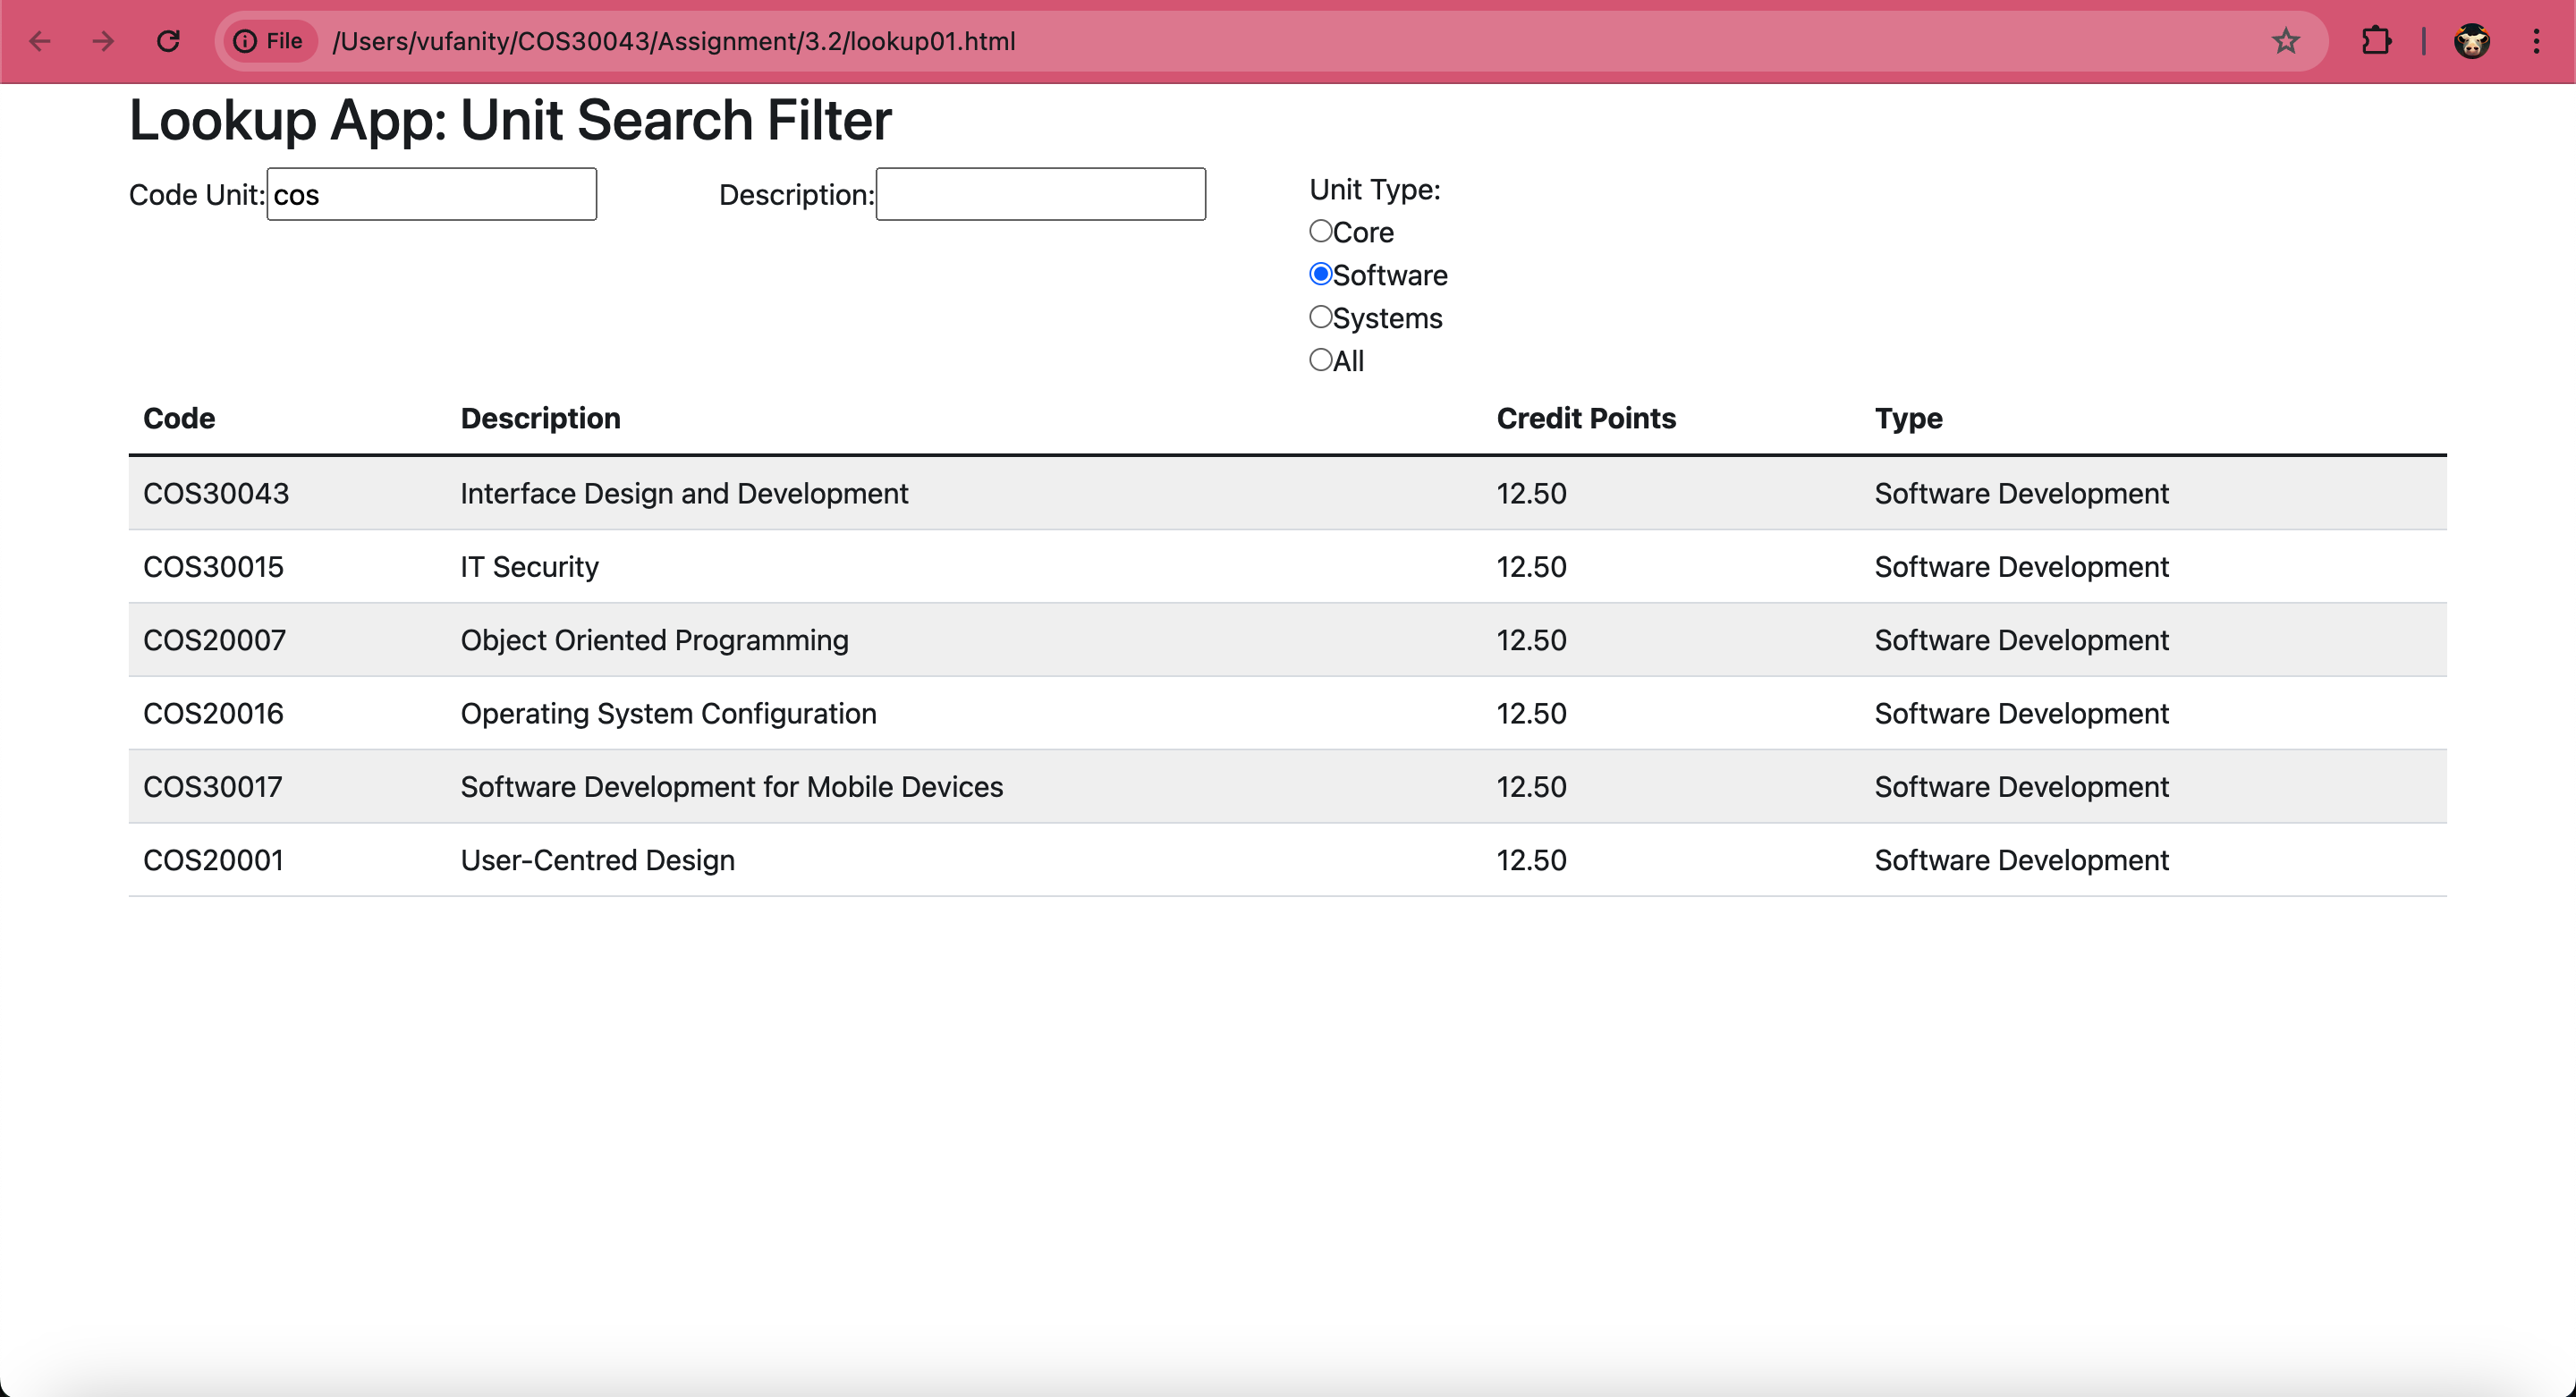 File /Users/vufanity/COS30043/Assignment/3.2/lookup01.html
Lookup App: Unit Search Filter
Code Unit: cos Description: Unit Type:
Core
Software
Systems
All
Code Description Credit Points Type
COS30043 Interface Design and Development 12.50 Software Development
COS30015 IT Security 12.50 Software Development
COS20007 Object Oriented Programming 12.50 Software Development
COS20016 Operating System Configuration 12.50 Software Development
COS30017 Software Development for Mobile Devices 12.50 Software Development
COS20001 User-Centred Design 12.50 Software Development